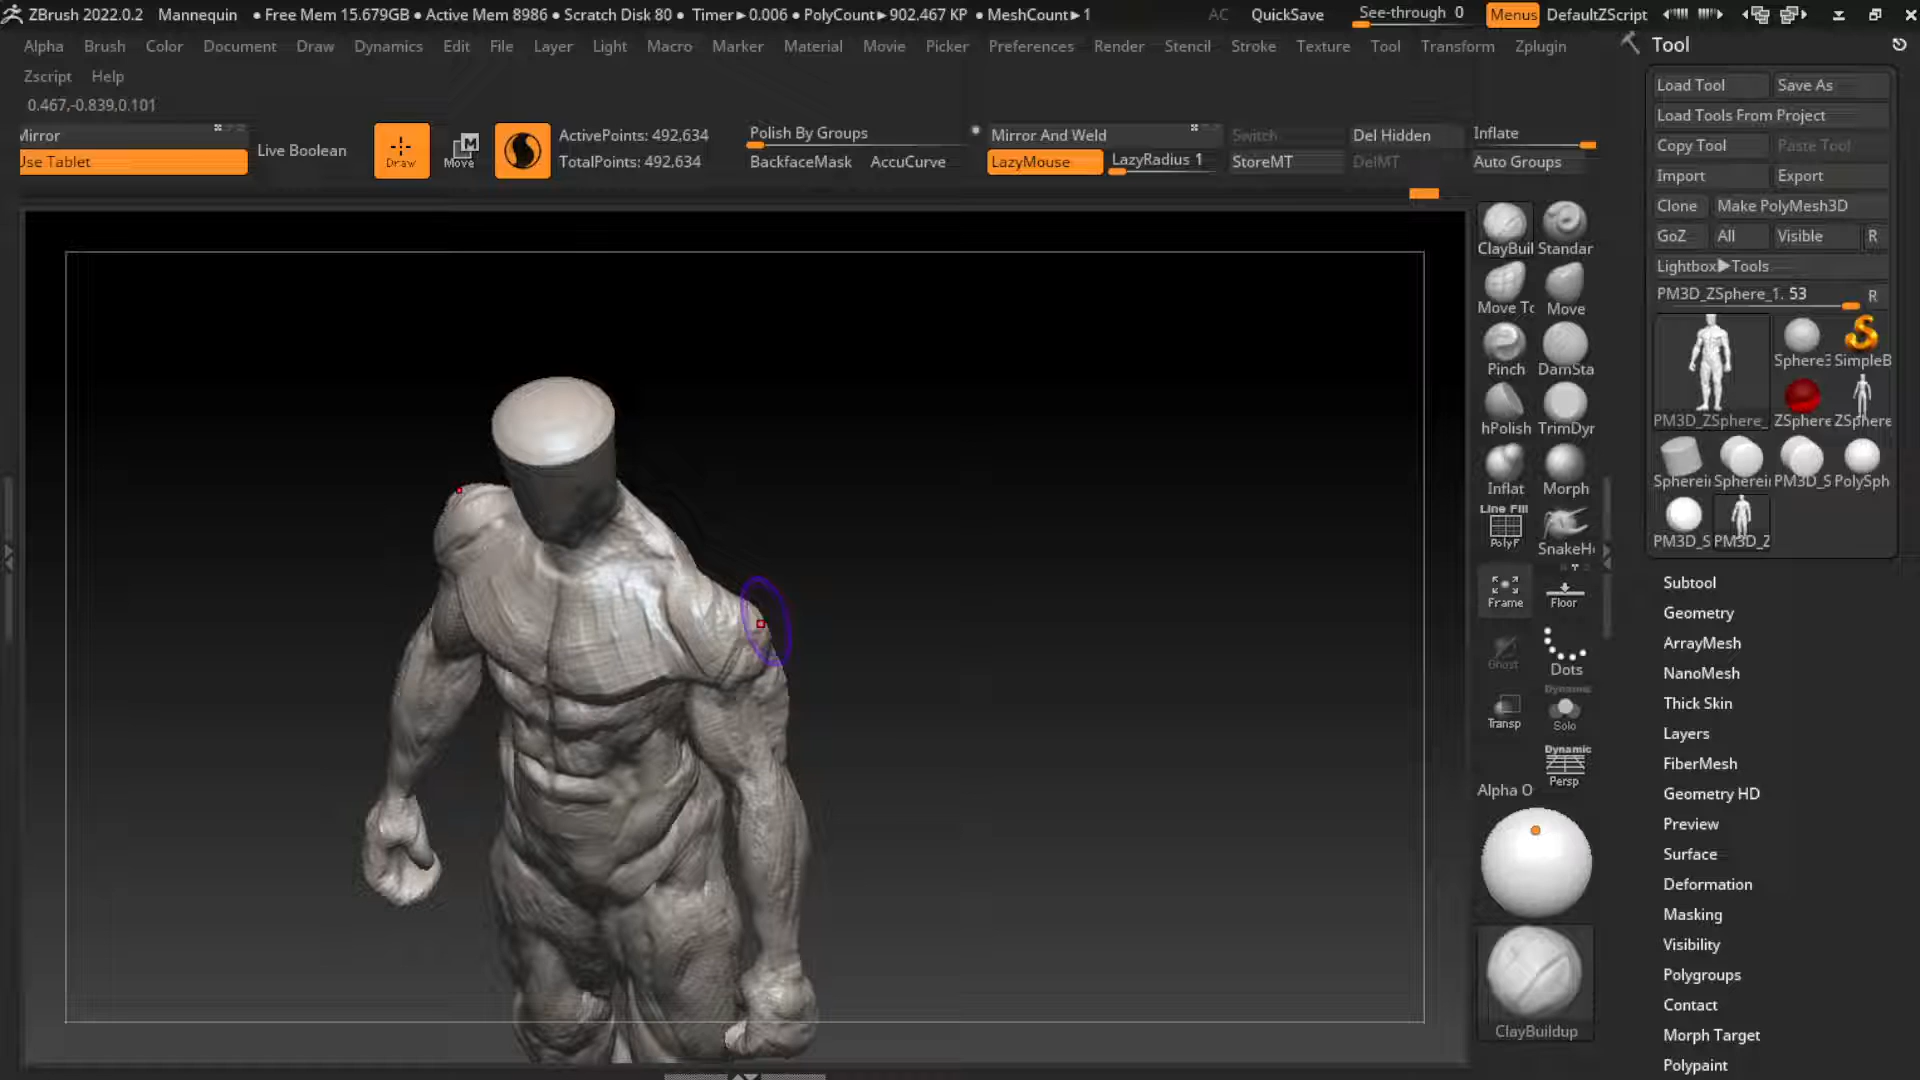 ZBrush 2022.0.2 Mannequin • Free Mem 15.679GB • Active Mem 8986 • Scratch Disk 80 • Timer▶0.006 • PolyCount▶902.467 KP • MeshCount▶1 AC QuickSave See-through 0 Menus DefaultZScript
Alpha Brush Color Document Draw Dynamics Edit File Layer Light Macro Marker Material Movie Picker Preferences Render Stencil Stroke Texture Tool Transform Zplugin
Zscript Help
0.467,-0.839,0.101
Mirror
Use Tablet
Live Boolean
Draw
Move
ActivePoints: 492,634
TotalPoints: 492,634
Polish By Groups
BackfaceMask AccuCurve
Mirror And Weld
LazyMouse LazyRadius 1
Switch Del Hidden
StoreMT DelMT
Inflate
Auto Groups
Tool
Load Tool Save As
Load Tools From Project
Copy Tool Paste Tool
Import Export
Clone Make PolyMesh3D
GoZ All Visible R
Lightbox▶Tools
PM3D_ZSphere_1. 53 R
Sphere3 SimpleB
PM3D_ZSphere_ ZSphere ZSphere
Spherei Spherei PM3D_S PolySph
PM3D_S PM3D_Z
ClayBuil Standar
Move To Move
Pinch DamSta
hPolish TrimDyr
Inflat Morph
Line Fill
PolyF SnakeH
Frame Floor
Ghost Dots
Dynamic
Transp Solo
Dynamic
Persp
Alpha O
ClayBuildup
Subtool
Geometry
ArrayMesh
NanoMesh
Thick Skin
Layers
FiberMesh
Geometry HD
Preview
Surface
Deformation
Masking
Visibility
Polygroups
Contact
Morph Target
Polypaint